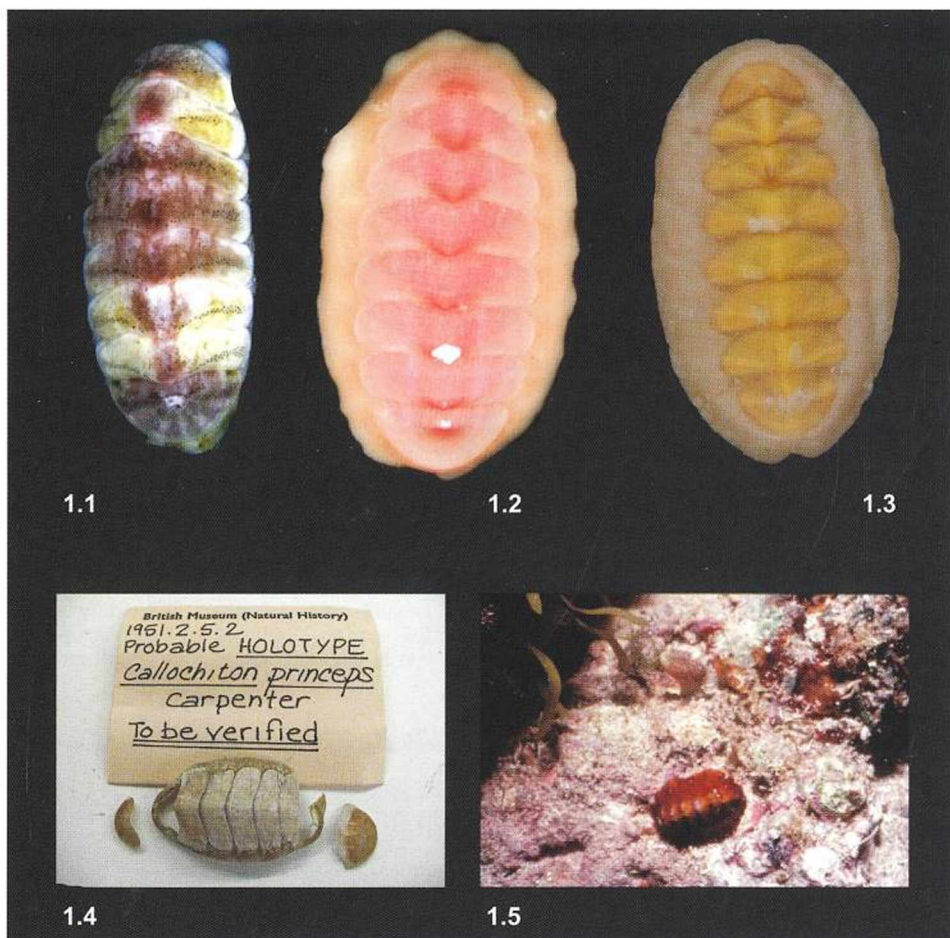 1.1
1.2
1.3
British Museum (Natural History)
1951.2.5.2
Probable HOLOTYPE
Callochiton princeps
Carpenter
To be verified
1.4
1.5